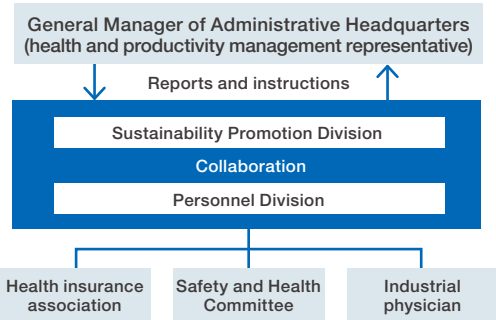 General Manager of Administrative Headquarters
(health and productivity management representative)
Reports and instructions
Sustainability Promotion Division
Collaboration
Personnel Division
Health insurance
association
Safety and Health
Committee
Industrial
physician